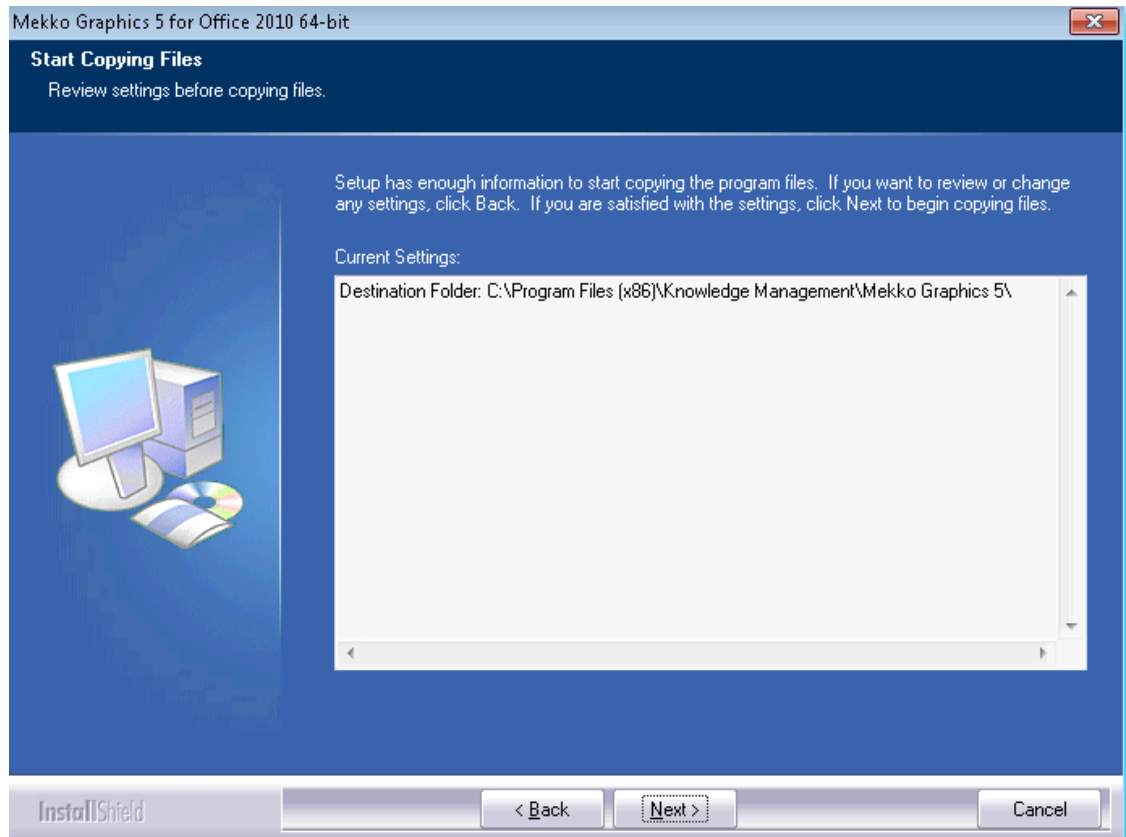 Mekko Graphics 5 for Office 2010 64-bit
Start Copying Files
Review settings before copying files.
Setup has enough information to start copying the program files.  If you want to review or change
any settings, click Back.  If you are satisfied with the settings, click Next to begin copying files.
Current Settings:
Destination Folder: C:\Program Files (x86)\Knowledge Management\Mekko Graphics 5\
InstallShield
< Back
Next >
Cancel